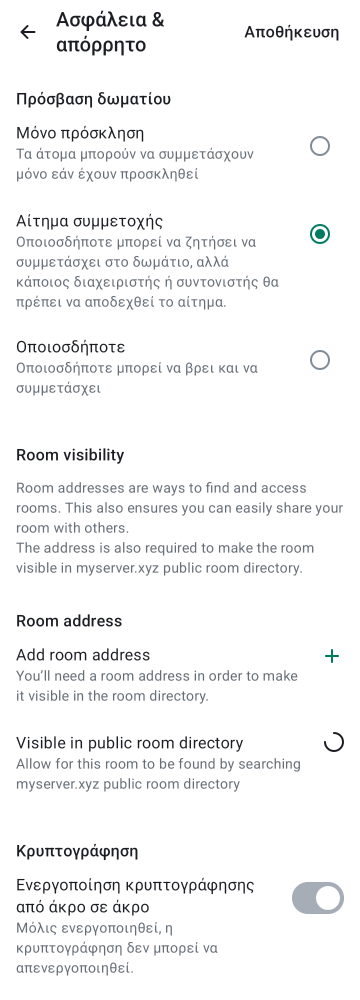 Ασφάλεια &
απόρρητο
Αποθήκευση
Πρόσβαση δωματίου
Μόνο πρόσκληση
Τα άτομα μπορούν να συμμετάσχουν
μόνο εάν έχουν προσκληθεί
Αίτημα συμμετοχής
Οποιοσδήποτε μπορεί να ζητήσει να
συμμετάσχει στο δωμάτιο, αλλά
κάποιος διαχειριστής ή συντονιστής θα
πρέπει να αποδεχθεί το αίτημα.
Οποιοσδήποτε
Οποιοσδήποτε μπορεί να βρει και να
συμμετάσχει
Room visibility
Room addresses are ways to find and access
rooms. This also ensures you can easily share your
room with others.
The address is also required to make the room
visible in myserver.xyz public room directory.
Room address
Add room address
You’ll need a room address in order to make
it visible in the room directory.
Visible in public room directory
Allow for this room to be found by searching
myserver.xyz public room directory
Κρυπτογράφηση
Ενεργοποίηση κρυπτογράφησης
από άκρο σε άκρο
Μόλις ενεργοποιηθεί, η
κρυπτογράφηση δεν μπορεί να
απενεργοποιηθεί.